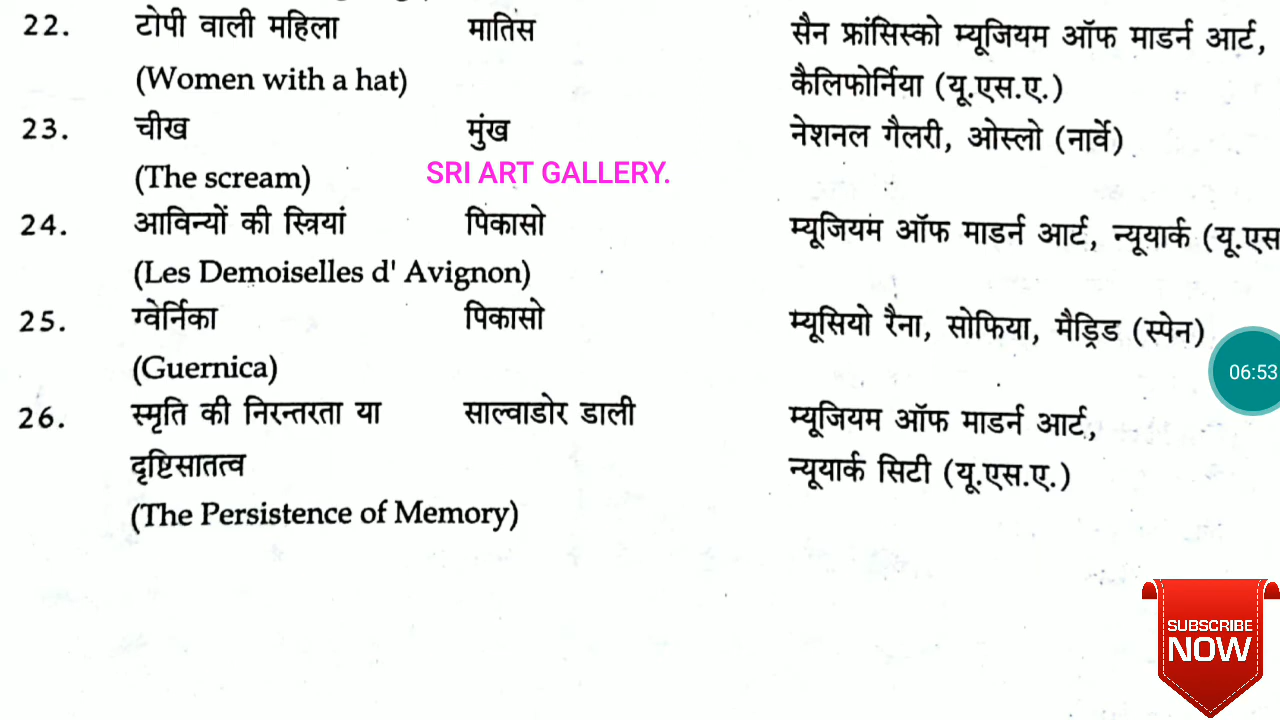 22. टोपी वाली महिला मातिस सैन फ्रांसिस्को म्यूजियम ऑफ माडर्न आर्ट,
(Women with a hat) कैलिफोर्निया (यू.एस.ए.)
23. चीख मुंख नेशनल गैलरी, ओस्लो (नार्वे)
(The scream) SRI ART GALLERY.
24. आविन्यों की स्त्रियां पिकासो म्यूजियम ऑफ माडर्न आर्ट, न्यूयार्क (यू.एस
(Les Demoiselles d' Avignon)
25. ग्वेर्निका पिकासो म्यूसियो रैना, सोफिया, मैड्रिड (स्पेन)
(Guernica) 06:53
26. स्मृति की निरन्तरता या साल्वाडोर डाली म्यूजियम ऑफ माडर्न आर्ट,
दृष्टिसातत्व न्यूयार्क सिटी (यू.एस.ए.)
(The Persistence of Memory)
SUBSCRIBE
NOW